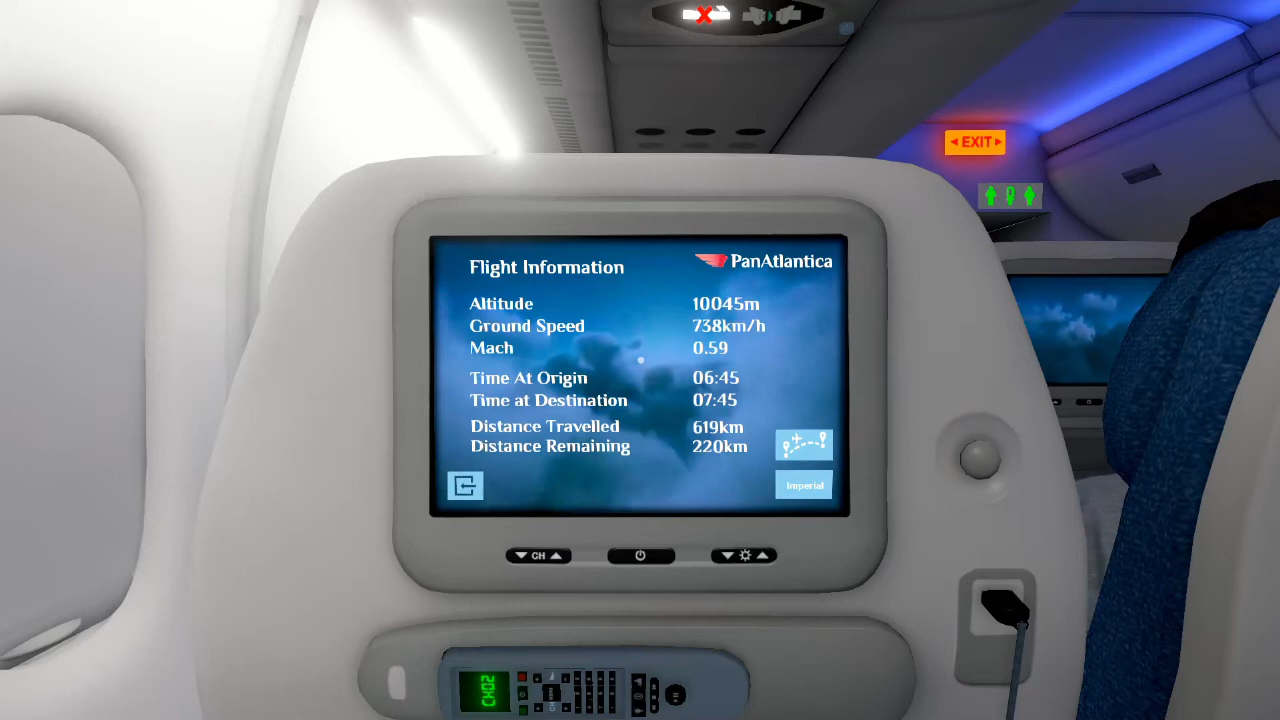 EXIT
Flight Information
PanAtlantica
Altitude 10045m
Ground Speed 738km/h
Mach 0.59
Time At Origin 06:45
Time at Destination 07:45
Distance Travelled 619km
Distance Remaining 220km
Imperial
CH